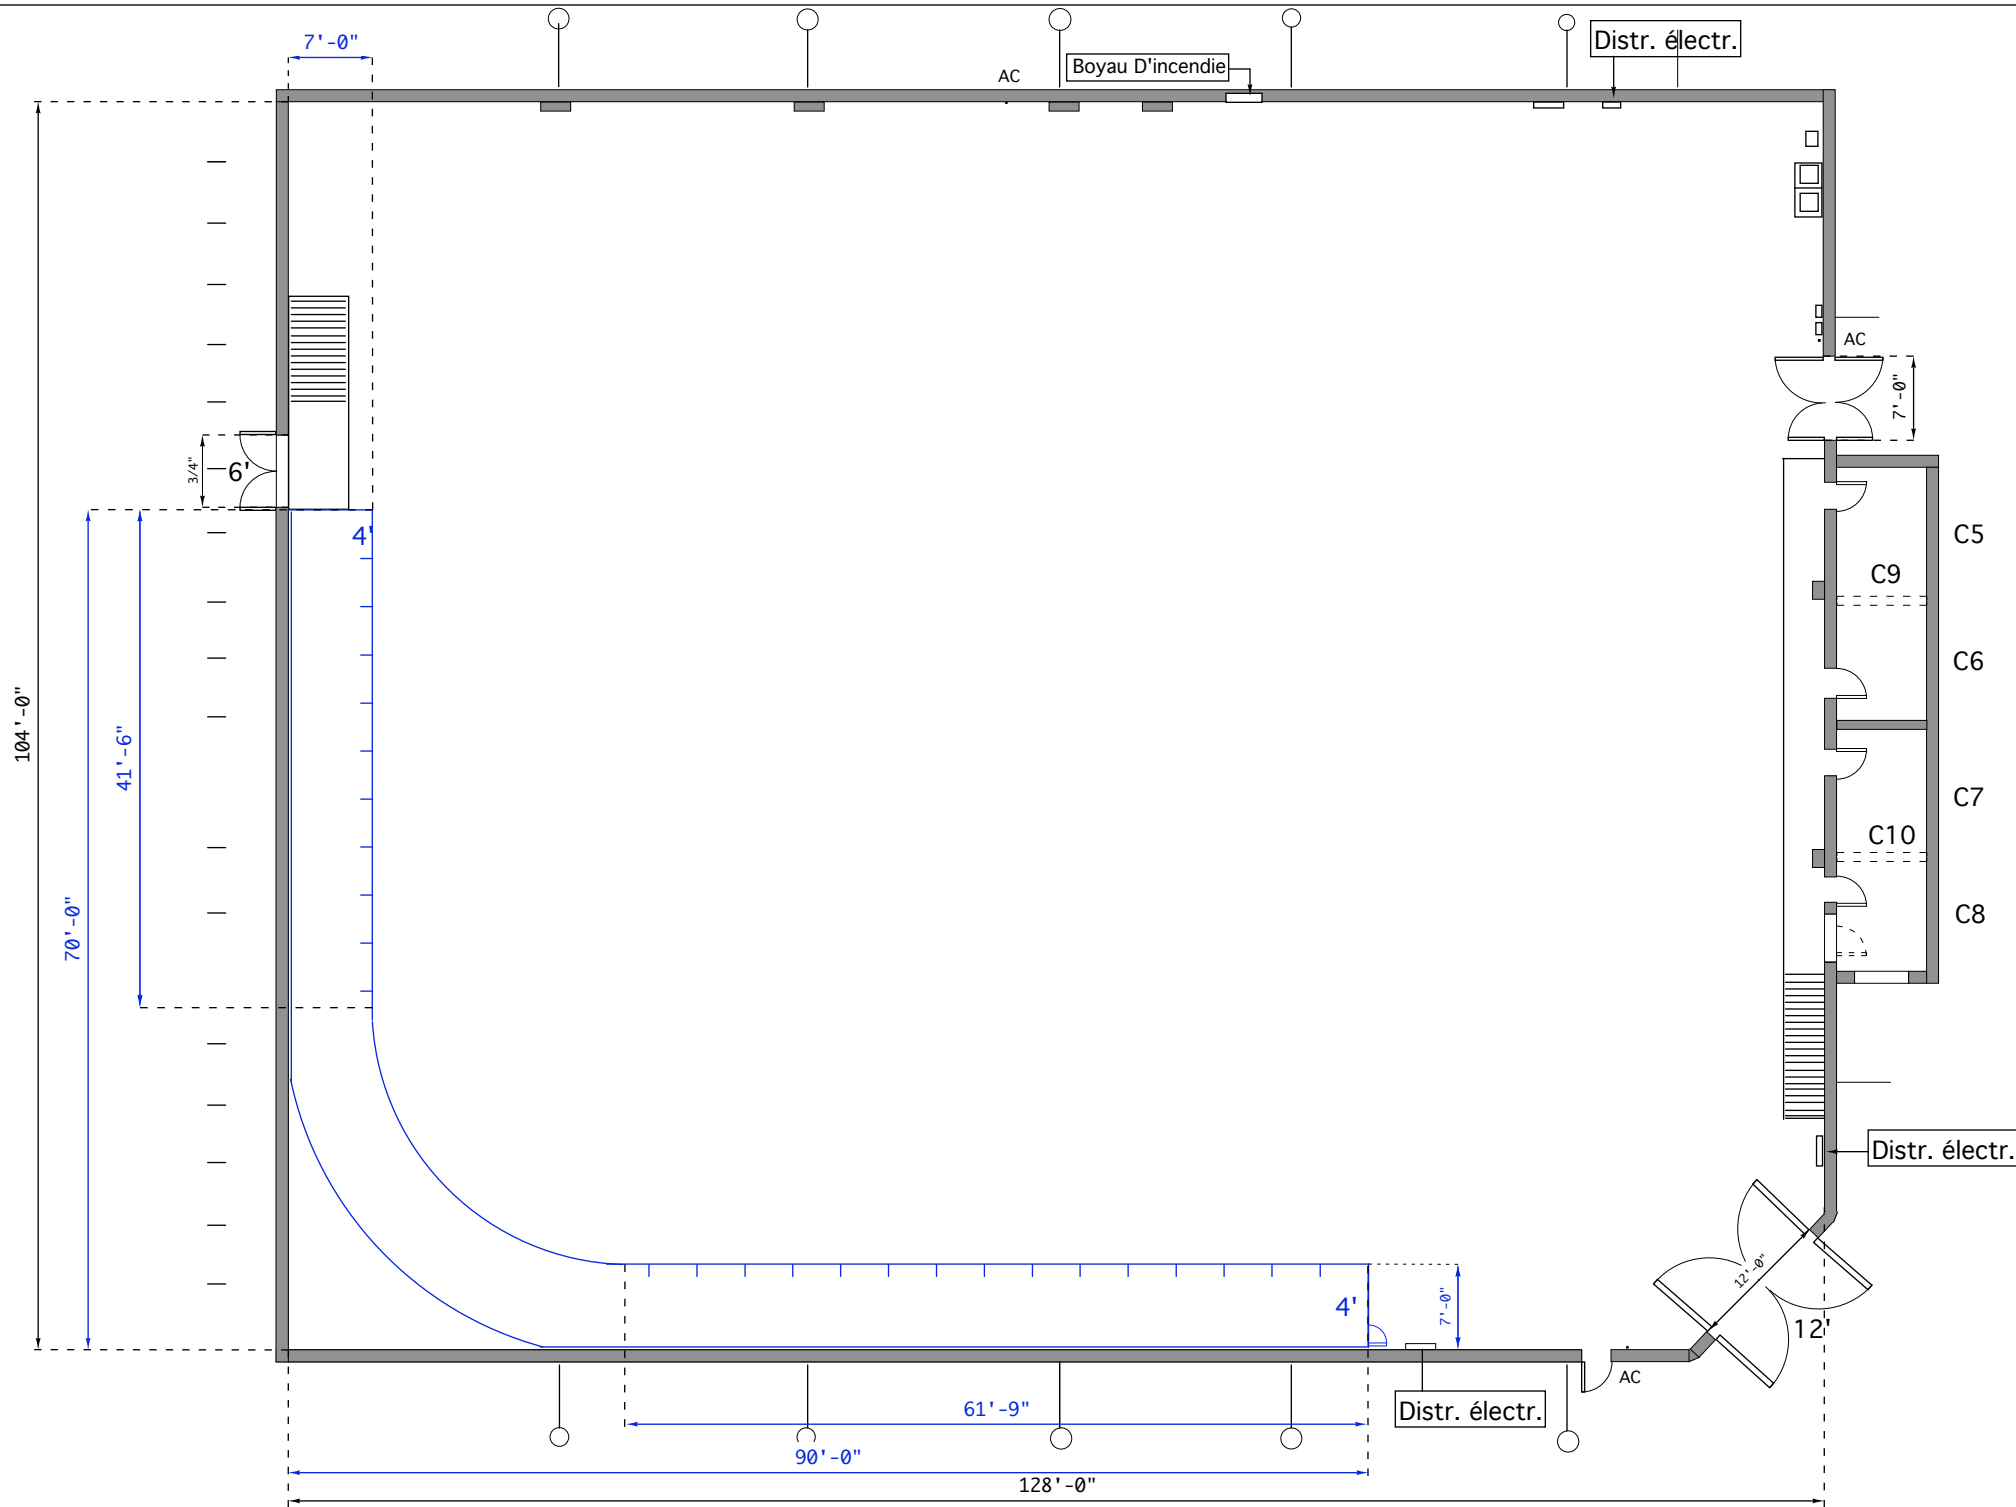 7'-0"
Distr. électr.
Boyau D'incendie
AC
AC
7'-0"
3/4"
6'
4'
C5
C9
C6
104'-0"
41'-6"
C7
C10
70'-0"
C8
Distr. électr.
12'-0"
4'
7'-0"
12'
AC
61'-9"
Distr. électr.
90'-0"
128'-0"